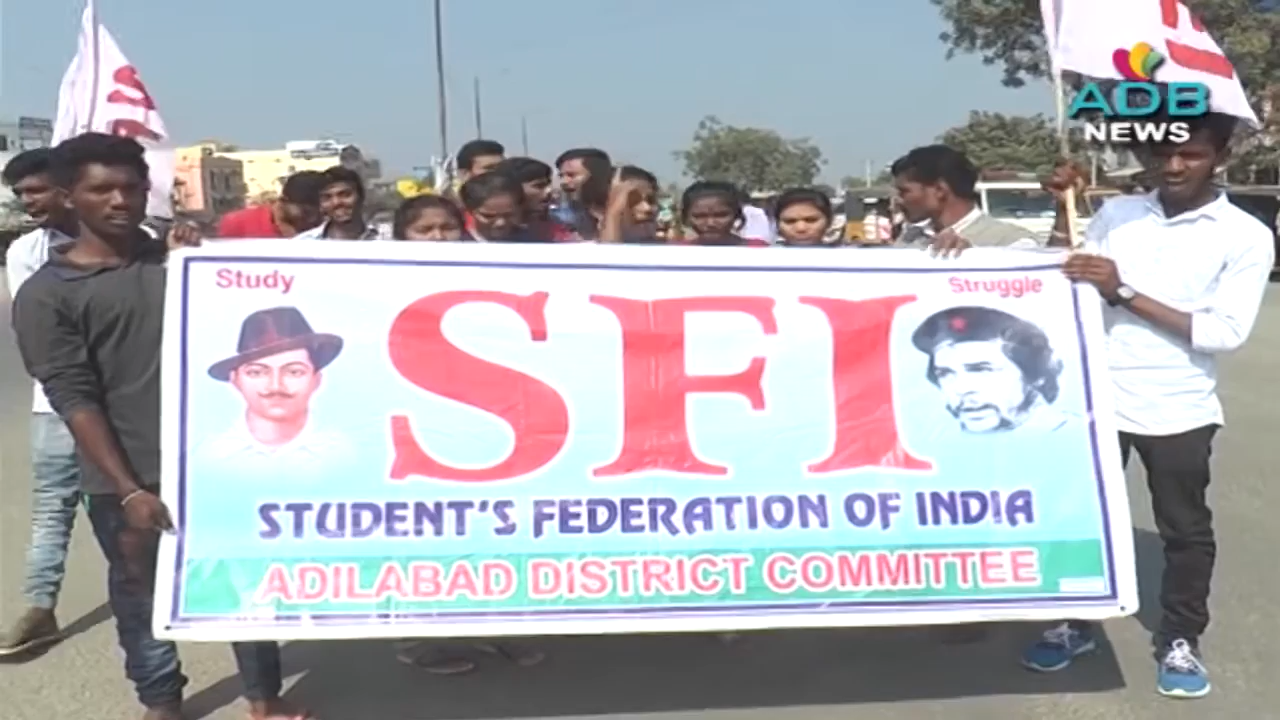 ADB
NEWS
Study
Struggle
SFI
STUDENT'S FEDERATION OF INDIA
ADILABAD DISTRICT COMMITTEE